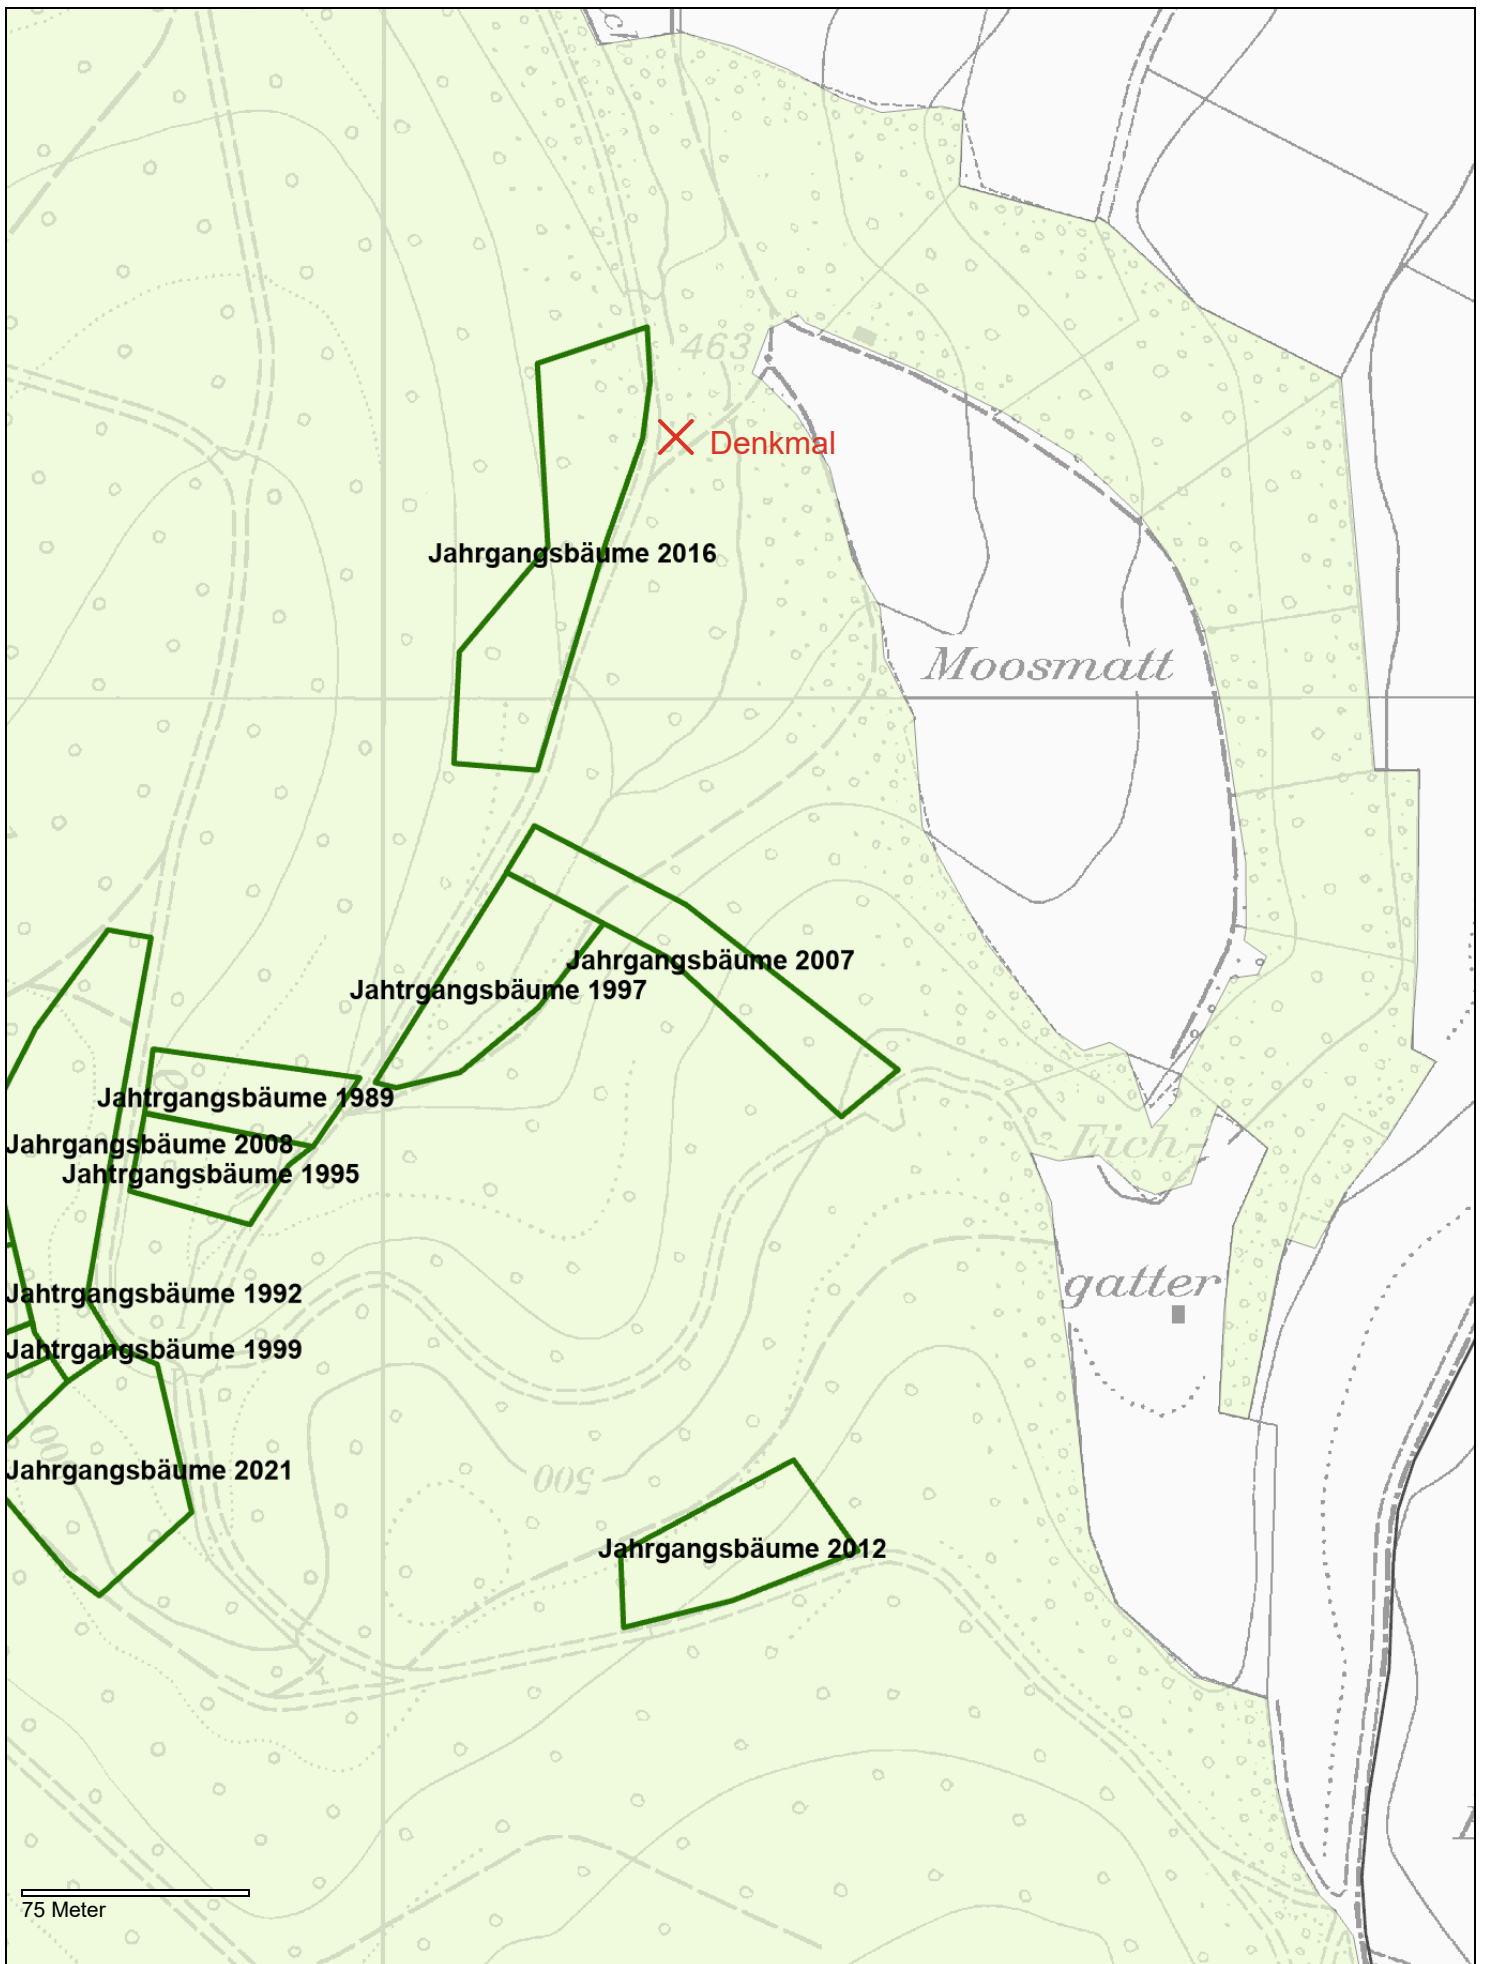 463
Denkmal
Jahrgangsbäume 2016
Moosmatt
Jahrgangsbäume 2007
Jahtrgangsbäume 1997
Jahtrgangsbäume 1989
Jahrgangsbäume 2008
Eich-
Jahtrgangsbäume 1995
gatter
Jahtrgangsbäume 1992
Jahtrgangsbäume 1999
Jahrgangsbäume 2021
500
Jahrgangsbäume 2012
75 Meter